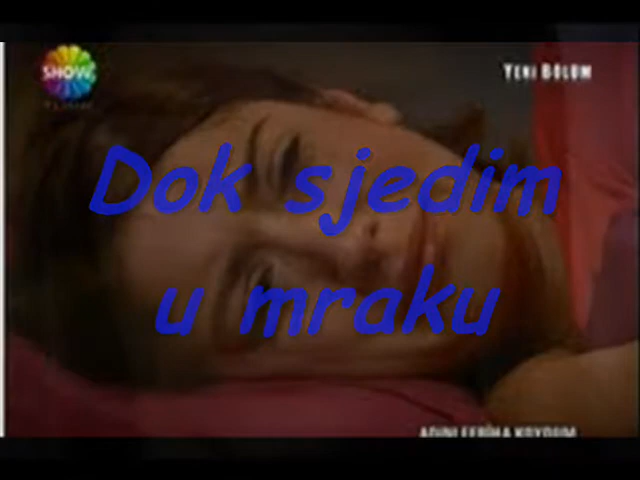 SHOW
YENİ BÖLÜM
Dok sjedim
u mraku
ADINI FERİHA KOYDUM